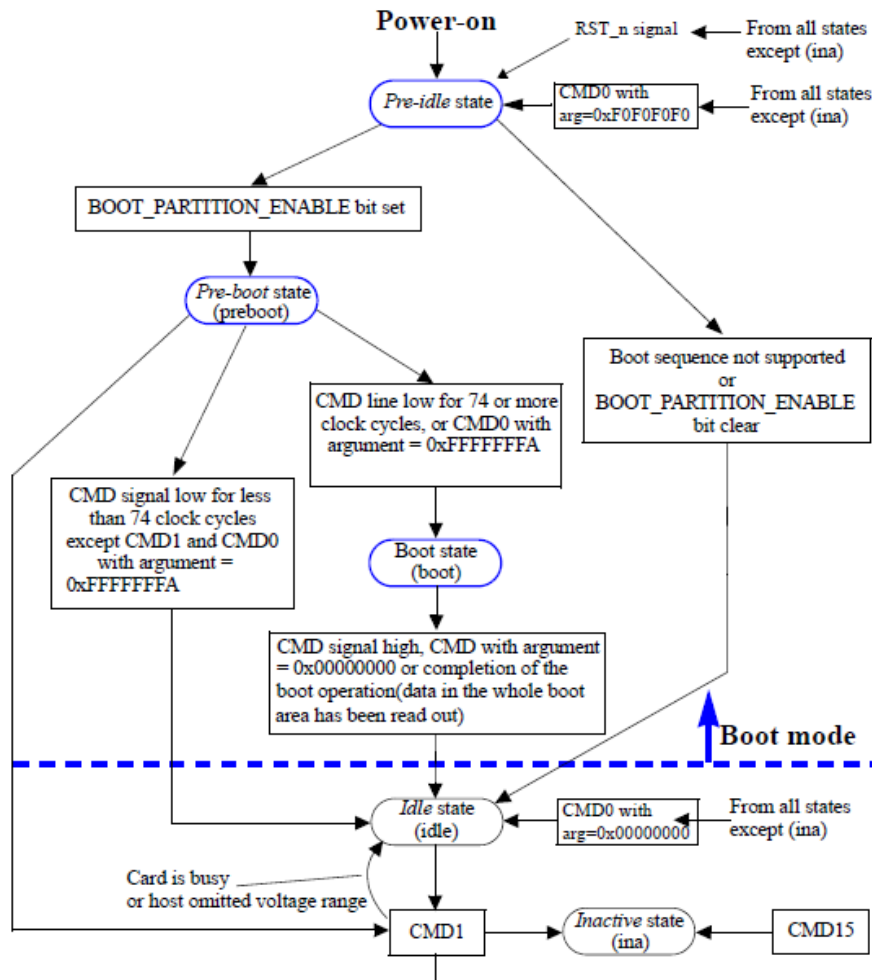 Power-on
RST_n signal
From all states
except (ina)
Pre-idle state
CMD0 with
arg=0xF0F0F0F0
From all states
except (ina)
BOOT_PARTITION_ENABLE bit set
Pre-boot state
(preboot)
Boot sequence not supported
or
BOOT_PARTITION_ENABLE
bit clear
CMD line low for 74 or more
clock cycles, or CMD0 with
argument = 0xFFFFFFFA
CMD signal low for less
than 74 clock cycles
except CMD1 and CMD0
with argument =
0xFFFFFFFA
Boot state
(boot)
CMD signal high, CMD with argument
= 0x00000000 or completion of the
boot operation(data in the whole boot
area has been read out)
Boot mode
Idle state
(idle)
CMD0 with
arg=0x00000000
From all states
except (ina)
Card is busy
or host omitted voltage range
CMD1
Inactive state
(ina)
CMD15